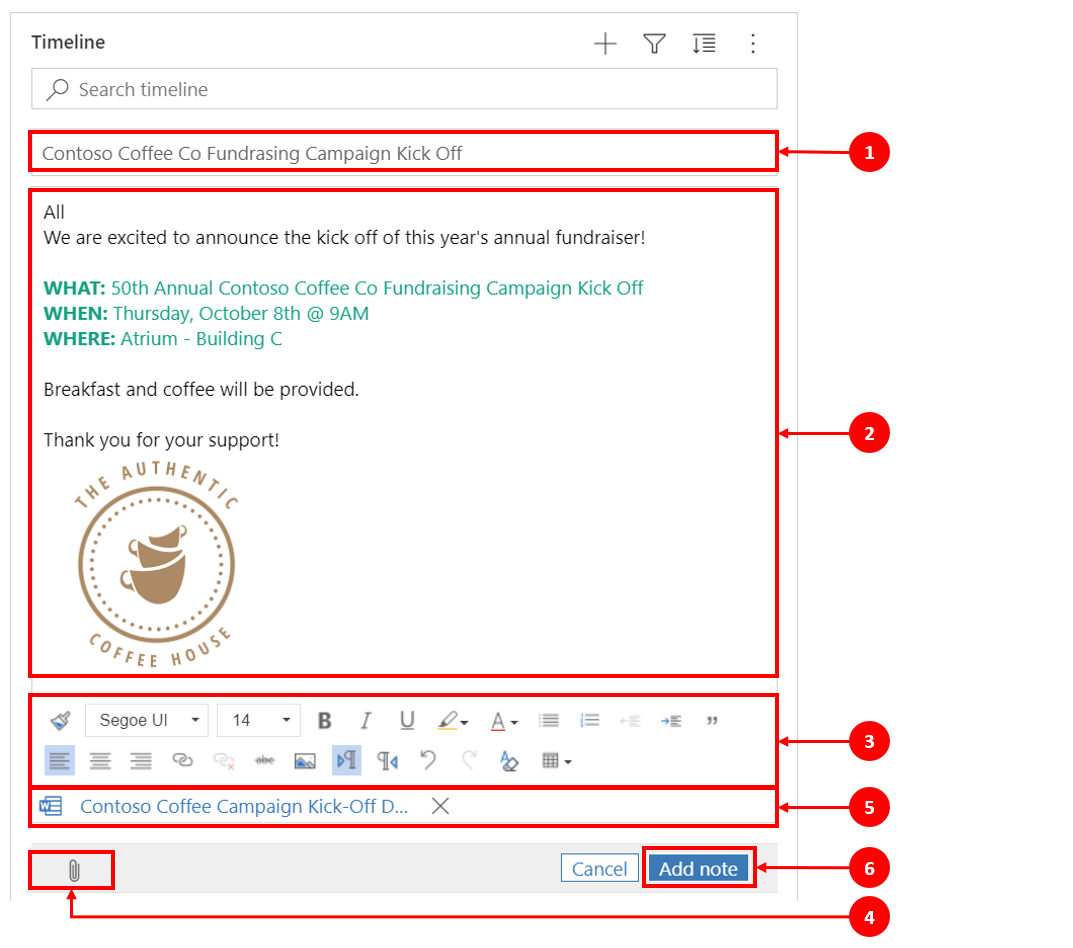 Timeline
Search timeline
Contoso Coffee Co Fundrasing Campaign Kick Off
1
All
We are excited to announce the kick off of this year's annual fundraiser!
WHAT: 50th Annual Contoso Coffee Co Fundraising Campaign Kick Off
WHEN: Thursday, October 8th @ 9AM
WHERE: Atrium - Building C
Breakfast and coffee will be provided.
2
Thank you for your support!
THE AUTHENTIC
COFFEE HOUSE
Segoe UI 14 B I U A
3
abc
W Contoso Coffee Campaign Kick-Off D...
5
Cancel Add note
6
4